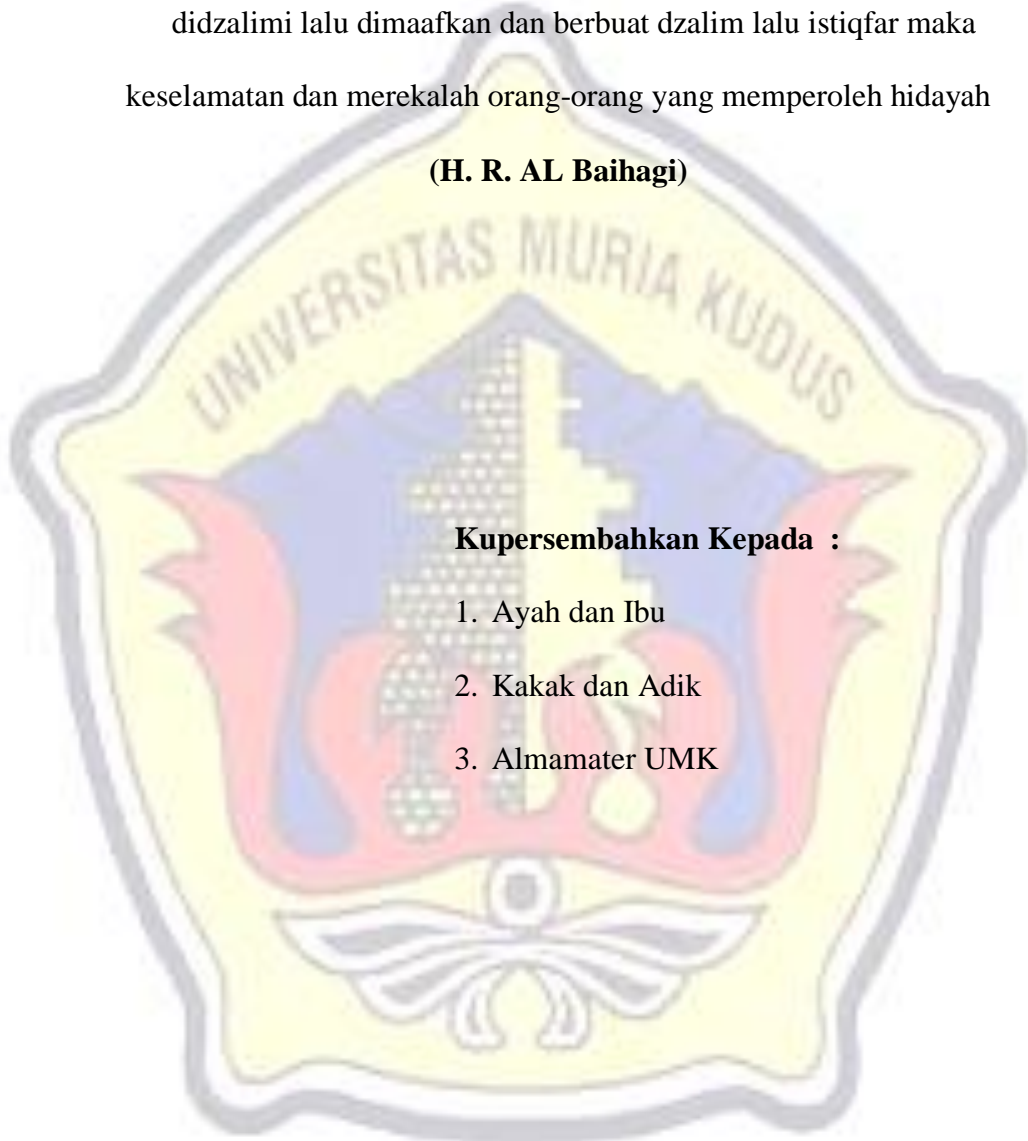 didzalimi lalu dimaafkan dan berbuat dzalim lalu istiqfar maka
keselamatan dan merekalah orang-orang yang memperoleh hidayah
(H. R. AL Baihagi)
UNIVERSITAS MURIA KUDUS
Kupersembahkan Kepada :
1. Ayah dan Ibu
2. Kakak dan Adik
3. Almamater UMK